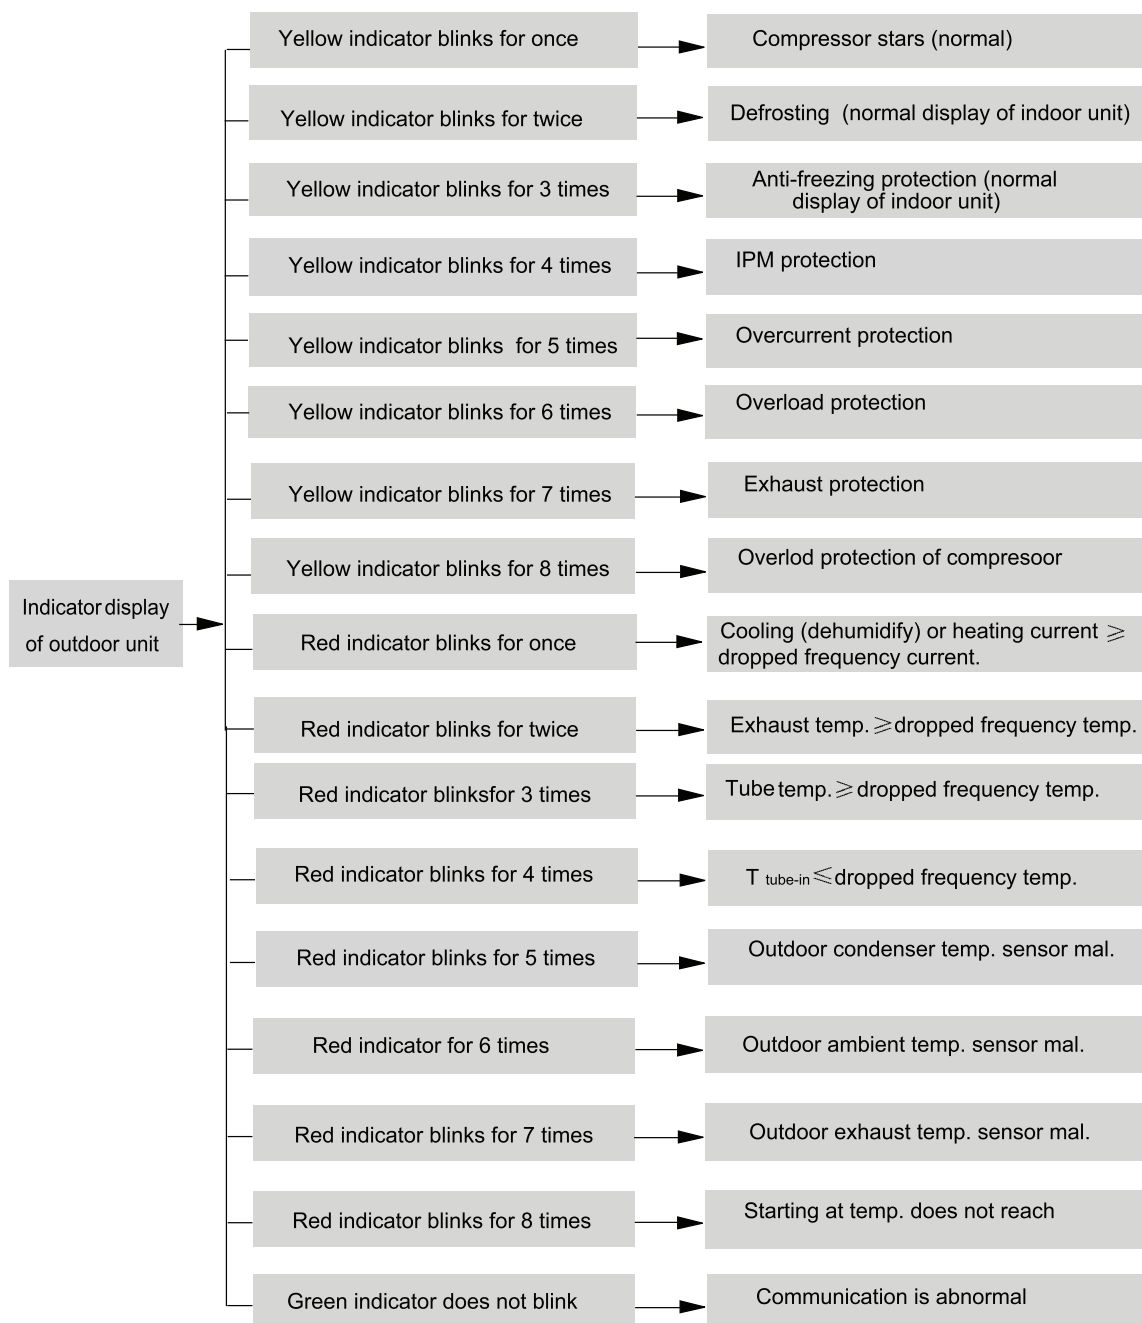 Yellow indicator blinks for once
Compressor stars (normal)
Yellow indicator blinks for twice
Defrosting (normal display of indoor unit)
Yellow indicator blinks for 3 times
Anti-freezing protection (normal
display of indoor unit)
Yellow indicator blinks for 4 times
IPM protection
Yellow indicator blinks for 5 times
Overcurrent protection
Yellow indicator blinks for 6 times
Overload protection
Yellow indicator blinks for 7 times
Exhaust protection
Yellow indicator blinks for 8 times
Overlod protection of compresoor
Indicator display
of outdoor unit
Red indicator blinks for once
Cooling (dehumidify) or heating current ≥
dropped frequency current.
Red indicator blinks for twice
Exhaust temp. ≥ dropped frequency temp.
Red indicator blinksfor 3 times
Tube temp. ≥ dropped frequency temp.
Red indicator blinks for 4 times
T tube-in ≤ dropped frequency temp.
Red indicator blinks for 5 times
Outdoor condenser temp. sensor mal.
Red indicator for 6 times
Outdoor ambient temp. sensor mal.
Red indicator blinks for 7 times
Outdoor exhaust temp. sensor mal.
Red indicator blinks for 8 times
Starting at temp. does not reach
Green indicator does not blink
Communication is abnormal